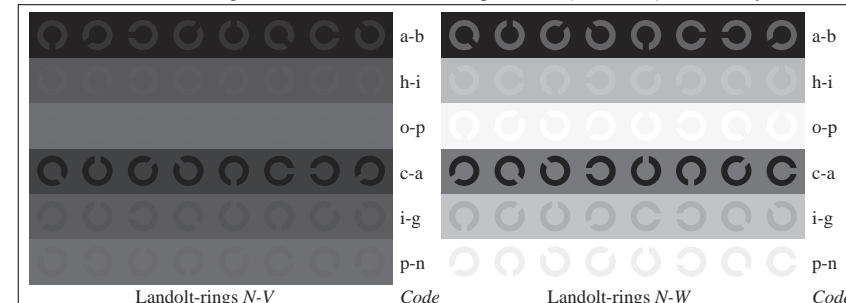 a-b a-b
h-i h-i
o-p o-p
c-a c-a
i-g i-g
p-n p-n
Landolt-rings N-V Code Landolt-rings N-W Code